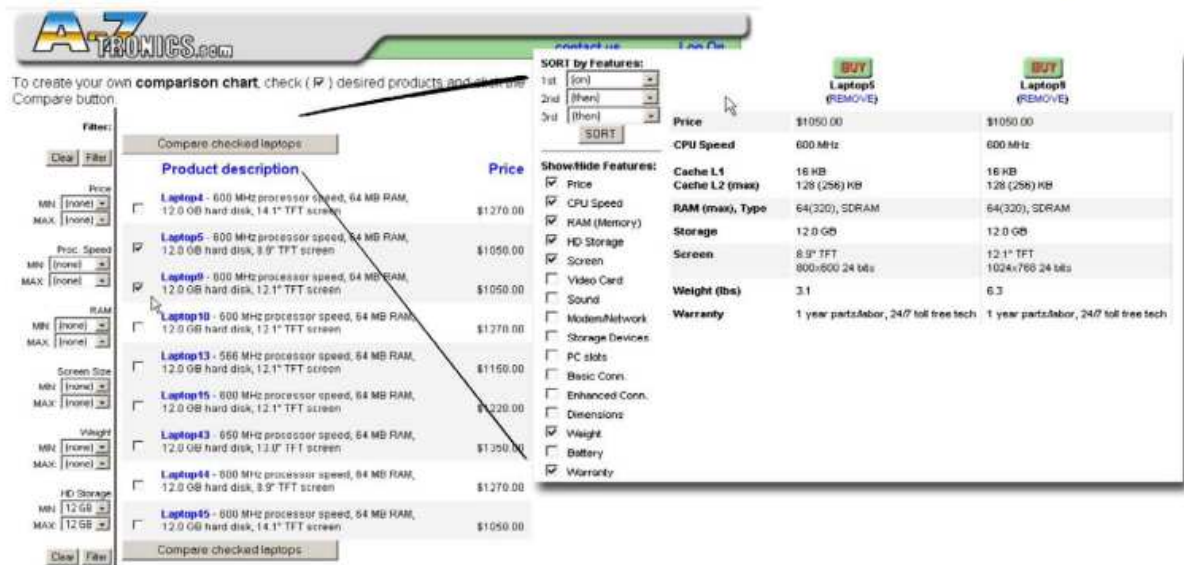 A-Z TRONICS.com
contact us Log On
To create your own comparison chart, check ( ) desired products and click the
Compare button.
Filter:
Clear Filter
Price
MIN: (none)
MAX: (none)
Proc. Speed
MIN: (none)
MAX: (none)
RAM
MIN: (none)
MAX: (none)
Screen Size
MIN: (none)
MAX: (none)
Weight
MIN: (none)
MAX: (none)
HD Storage
MIN: 12 GB
MAX: 12 GB
Clear Filter
Compare checked laptops
Product description Price
Laptop4 - 600 MHz processor speed, 64 MB RAM,
12.0 GB hard disk, 14.1" TFT screen $1270.00
Laptop5 - 600 MHz processor speed, 64 MB RAM,
12.0 GB hard disk, 8.9" TFT screen $1050.00
Laptop9 - 600 MHz processor speed, 64 MB RAM,
12.0 GB hard disk, 12.1" TFT screen $1050.00
Laptop10 - 600 MHz processor speed, 64 MB RAM,
12.0 GB hard disk, 12.1" TFT screen $1270.00
Laptop13 - 566 MHz processor speed, 64 MB RAM,
12.0 GB hard disk, 12.1" TFT screen $1160.00
Laptop15 - 600 MHz processor speed, 64 MB RAM,
12.0 GB hard disk, 12.1" TFT screen $1220.00
Laptop43 - 650 MHz processor speed, 64 MB RAM,
12.0 GB hard disk, 13.0" TFT screen $1350.00
Laptop44 - 600 MHz processor speed, 64 MB RAM,
12.0 GB hard disk, 8.9" TFT screen $1270.00
Laptop45 - 600 MHz processor speed, 64 MB RAM,
12.0 GB hard disk, 14.1" TFT screen $1050.00
Compare checked laptops
SORT by Features:
1st (on)
2nd (then)
3rd (then)
SORT
Show/Hide Features:
Price
CPU Speed
RAM (Memory)
HD Storage
Screen
Video Card
Sound
Modem/Network
Storage Devices
PC slots
Basic Conn.
Enhanced Conn.
Dimensions
Weight
Battery
Warranty
BUY BUY
Laptop5 Laptop9
(REMOVE) (REMOVE)
Price $1050.00 $1050.00
CPU Speed 600 MHz 600 MHz
Cache L1 16 KB 16 KB
Cache L2 (max) 128 (256) KB 128 (256) KB
RAM (max), Type 64(320), SDRAM 64(320), SDRAM
Storage 12.0 GB 12.0 GB
Screen 8.9" TFT 12.1" TFT
800x600 24 bits 1024x768 24 bits
Weight (lbs) 3.1 6.3
Warranty 1 year parts/labor, 24/7 toll free tech 1 year parts/labor, 24/7 toll free tech